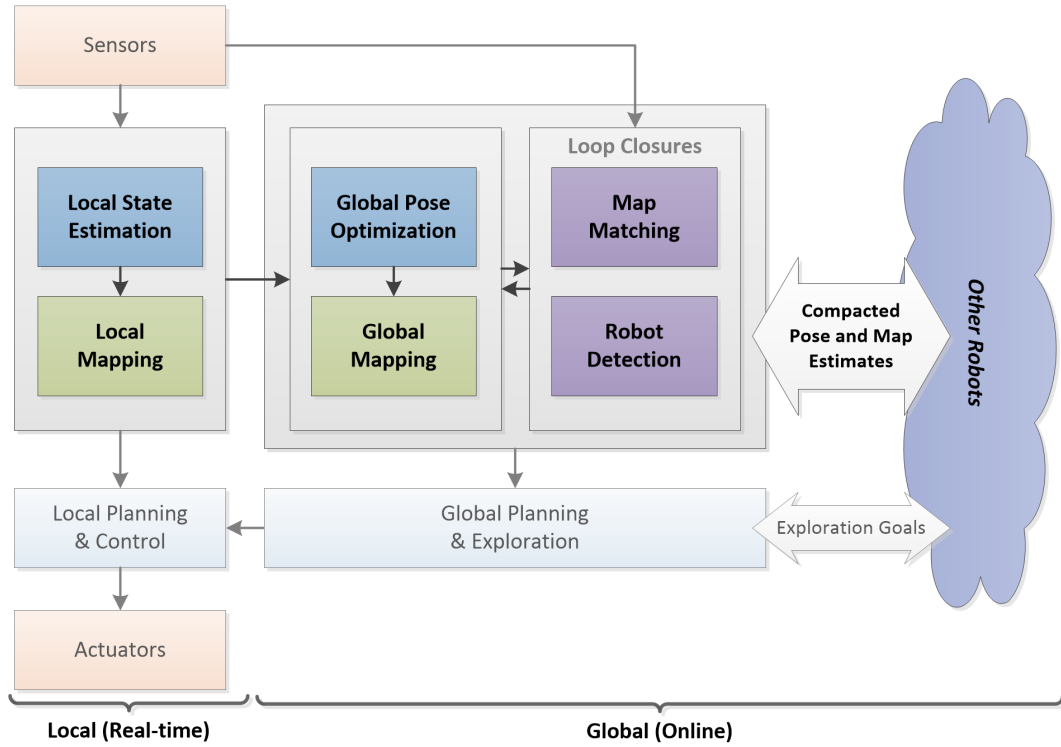 Sensors
Loop Closures
Local State
Estimation
Global Pose
Optimization
Map
Matching
Local
Mapping
Global
Mapping
Robot
Detection
Compacted
Pose and Map
Estimates
Other Robots
Local Planning
& Control
Global Planning
& Exploration
Exploration Goals
Actuators
Local (Real-time)
Global (Online)